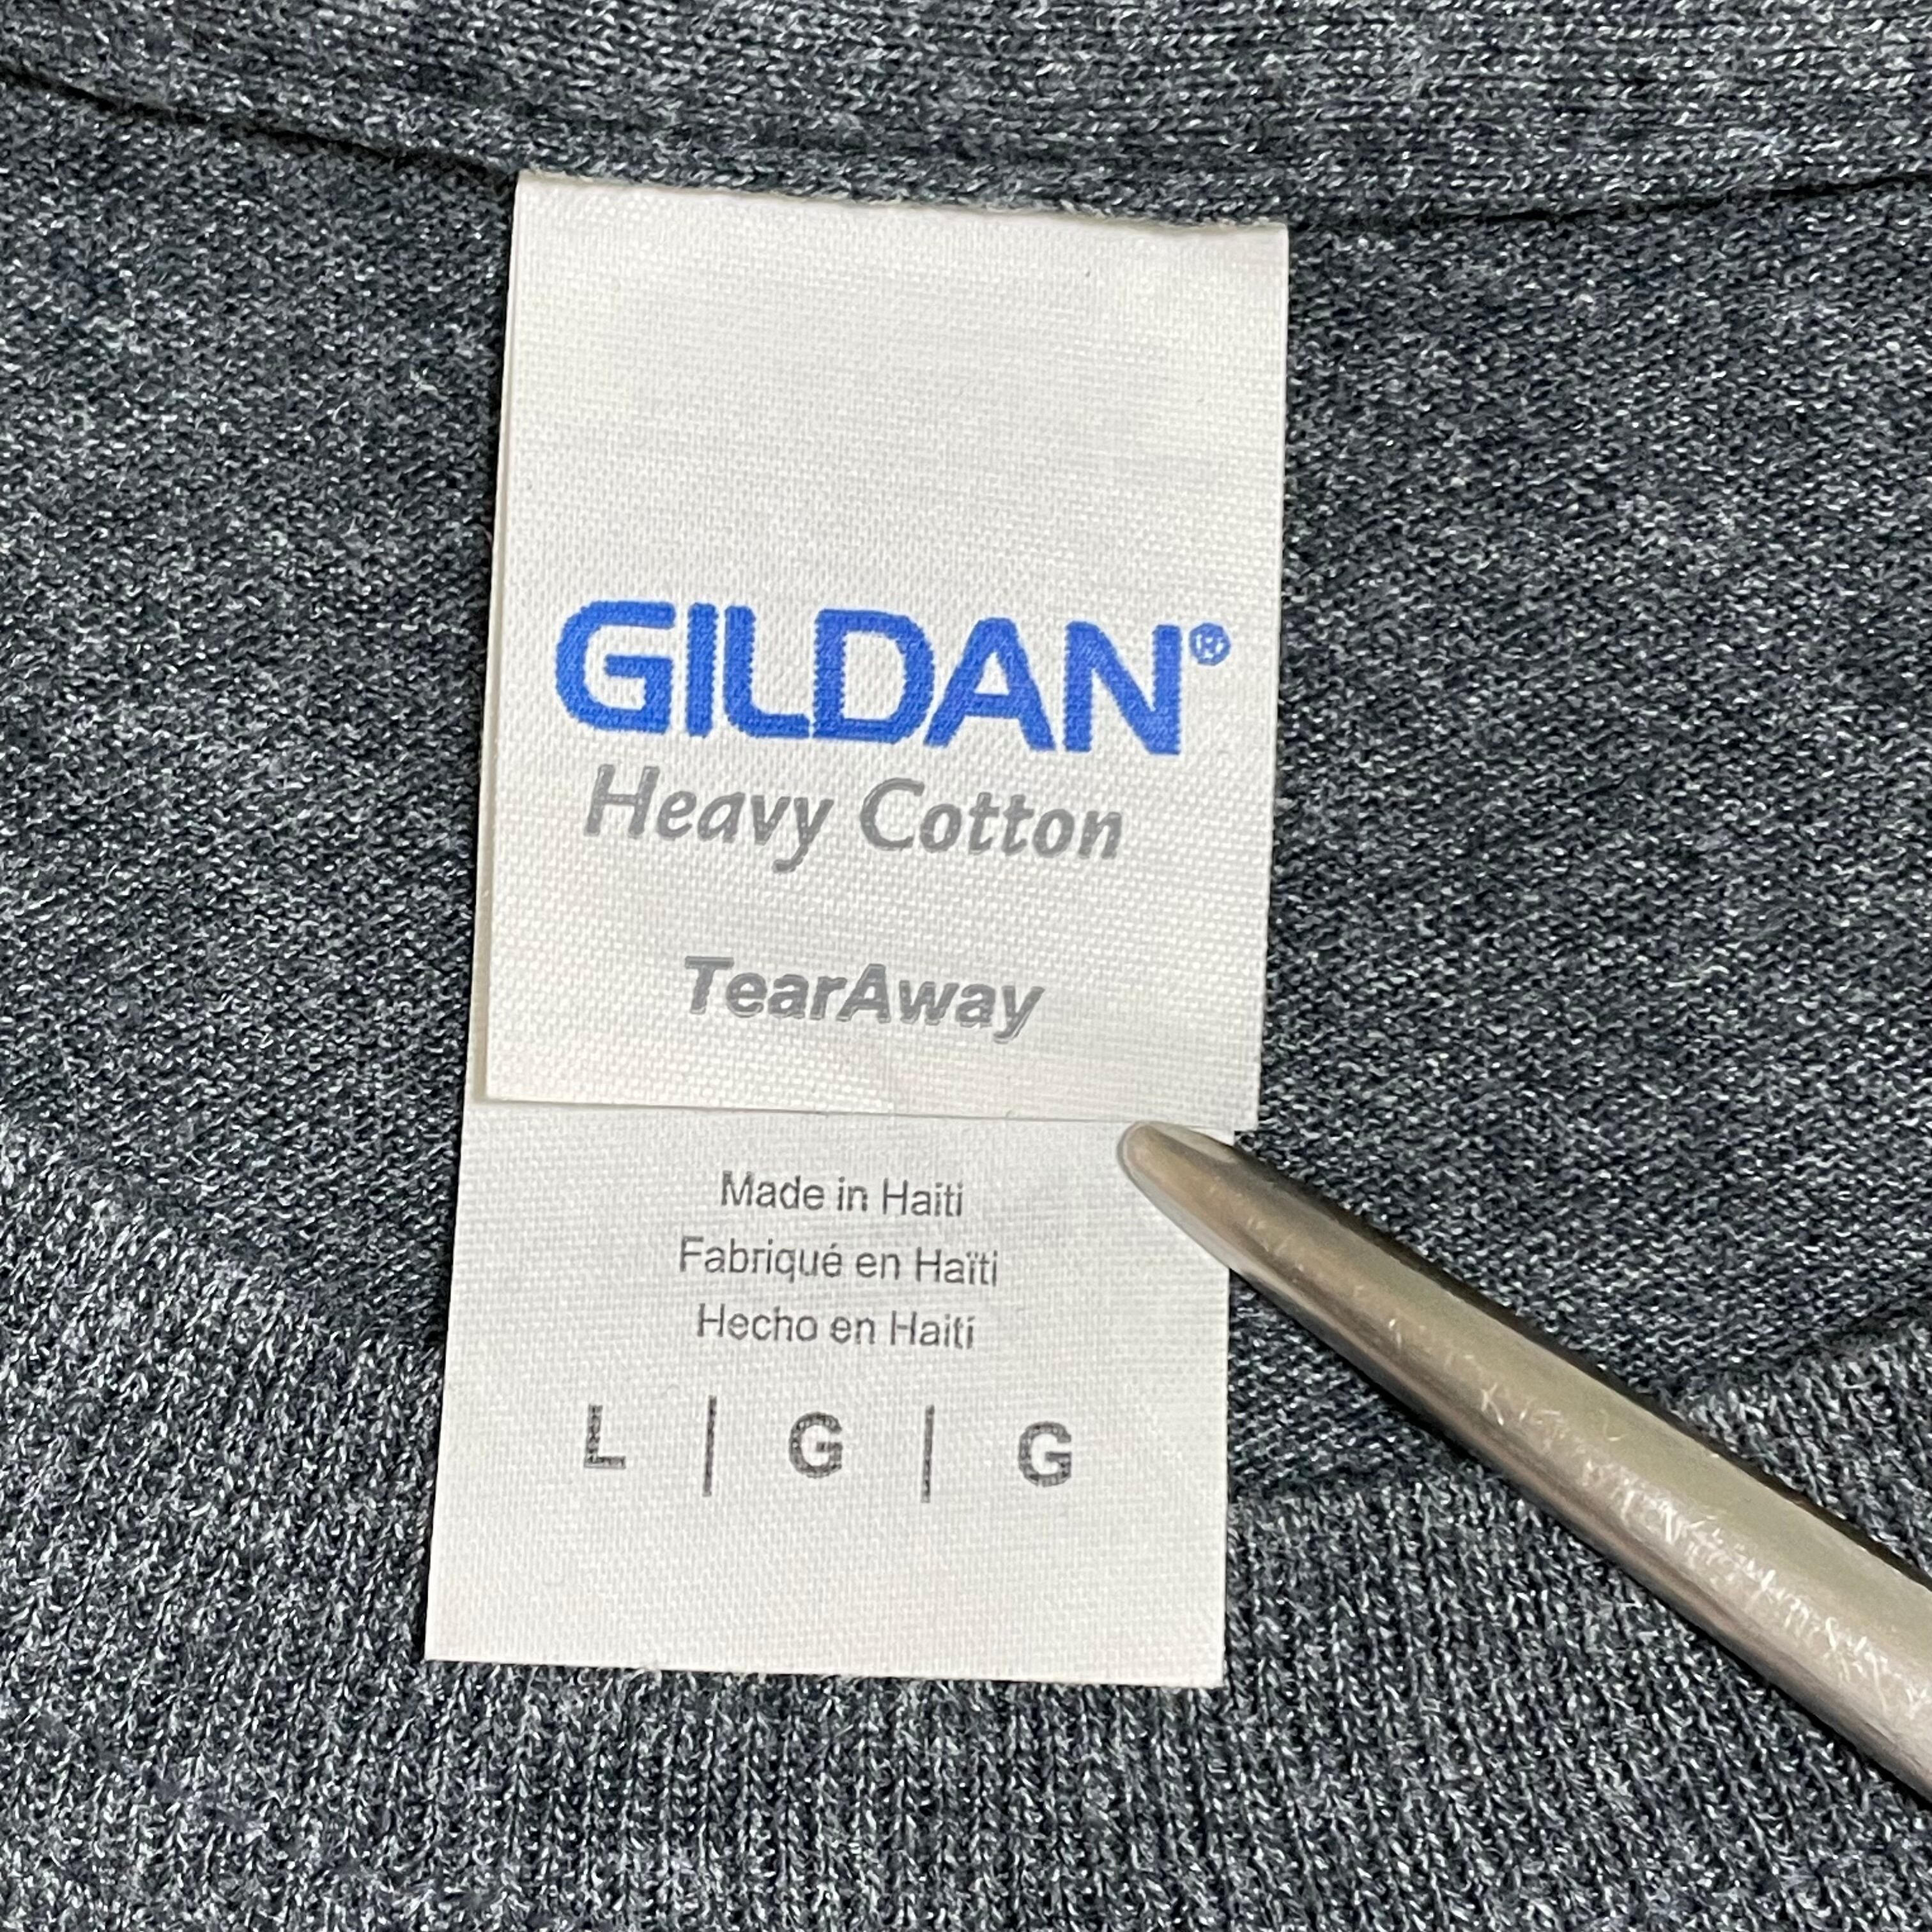 GILDAN®
Heavy Cotton
TearAway
Made in Haiti
Fabriqué en Haïti
Hecho en Haití
L | G | G